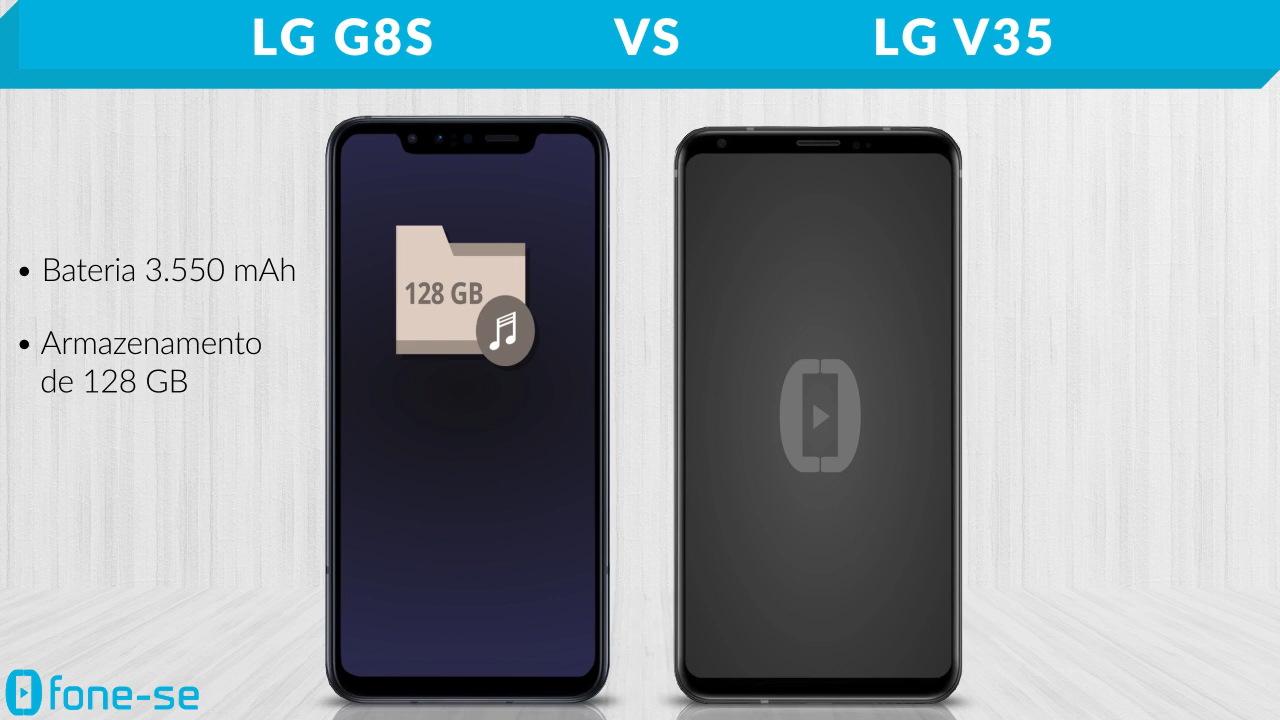 LG G8S VS LG V35
• Bateria 3.550 mAh
• Armazenamento
de 128 GB
128 GB
fone-se